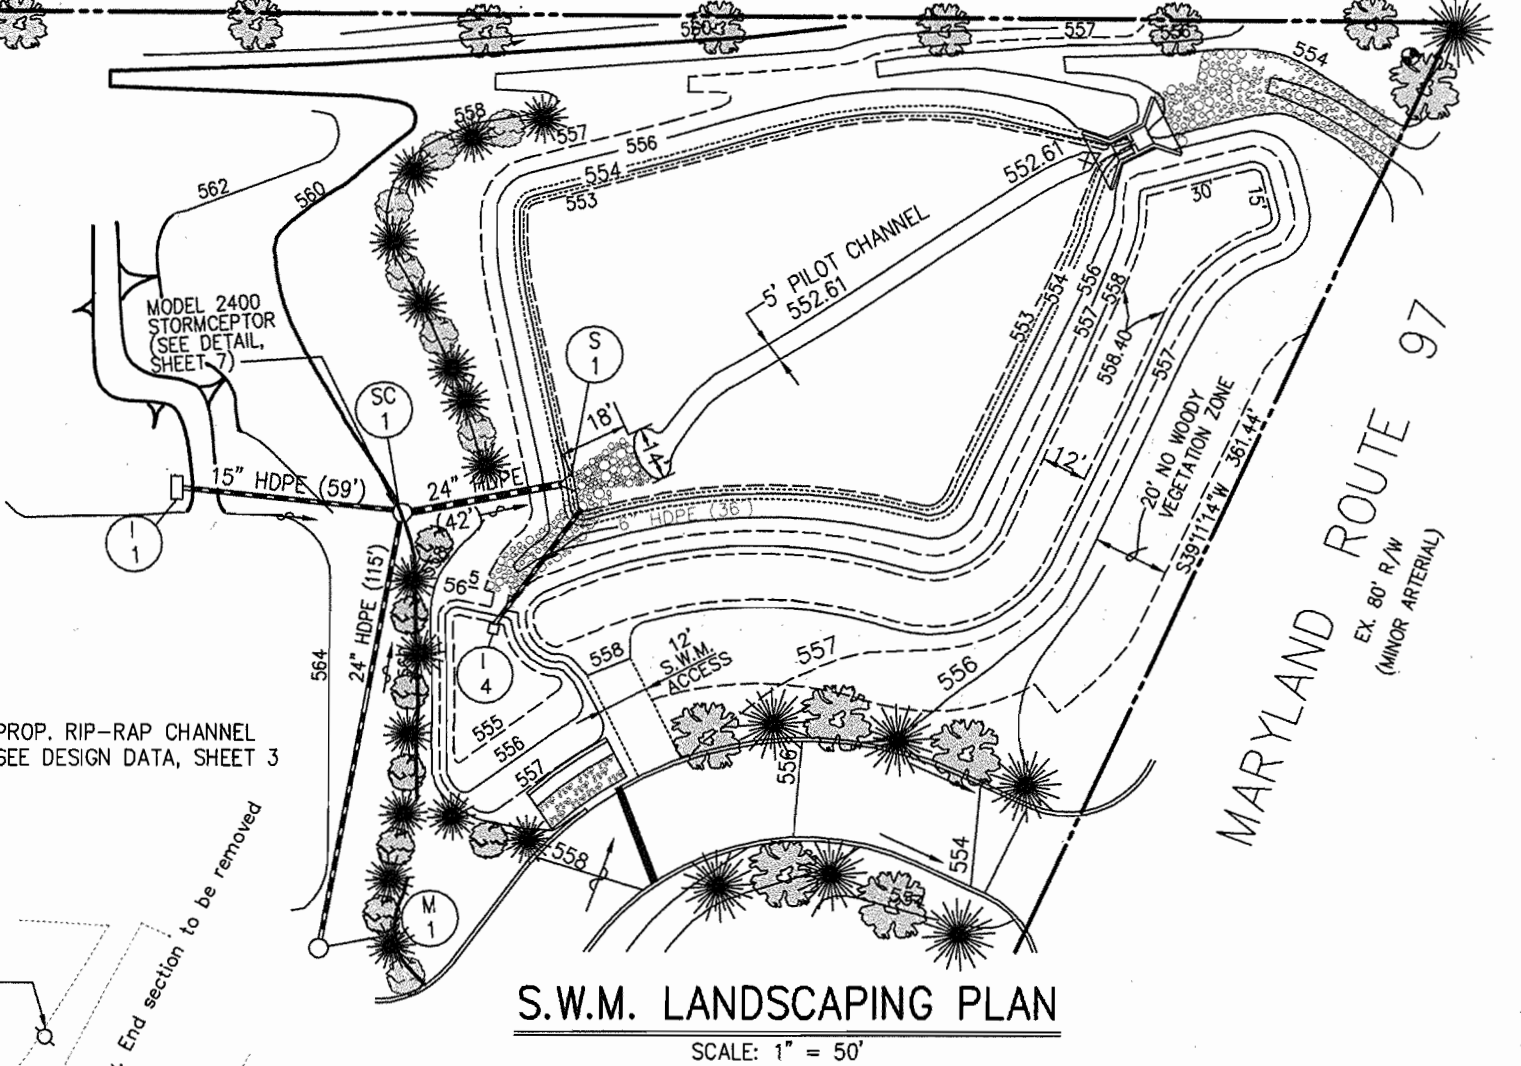 560
557
556
554
558
557
556
562
560
554
553
552.61
30'
15'
5' PILOT CHANNEL
552.61
MODEL 2400
STORMCEPTOR
(SEE DETAIL,
SHEET 7)
S
1
SC
1
553
554
556
557
558
558.40
557
MARYLAND ROUTE 97
EX. 80' R/W
(MINOR ARTERIAL)
20' NO WOODY
VEGETATION ZONE
S39°11'14"W 361.44'
18'
14'
12'
15" HDPE (59')
24" HDPE
(42')
6" HDPE (36')
I
1
24" HDPE (115')
564
558
565
I
4
558
12'
S.W.M.
ACCESS
557
556
555
556
557
PROP. RIP-RAP CHANNEL
SEE DESIGN DATA, SHEET 3
556
554
558
End section to be removed
M
1
S.W.M. LANDSCAPING PLAN
SCALE: 1" = 50'